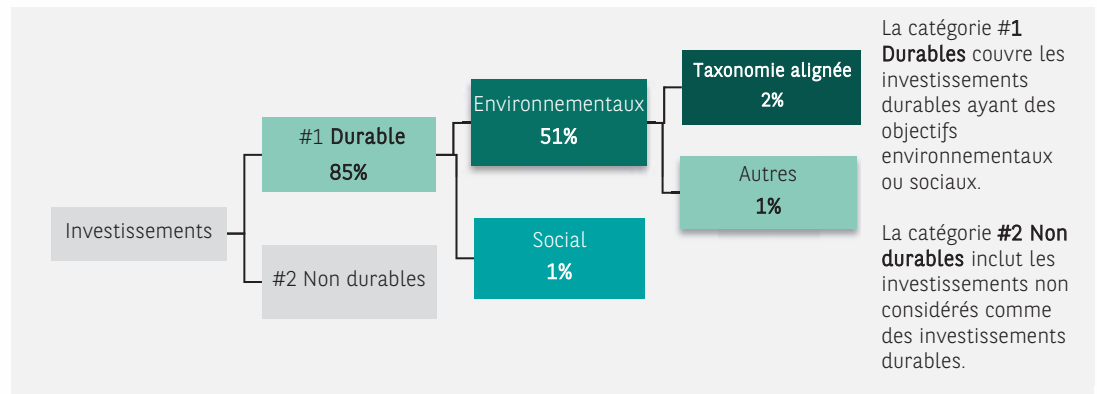 Investissements
#1 Durable
85%
#2 Non durables
Environnementaux
51%
Social
1%
Taxonomie alignée
2%
Autres
1%
La catégorie #1
Durables couvre les
investissements
durables ayant des
objectifs
environnementaux
ou sociaux.
La catégorie #2 Non
durables inclut les
investissements non
considérés comme
des investissements
durables.